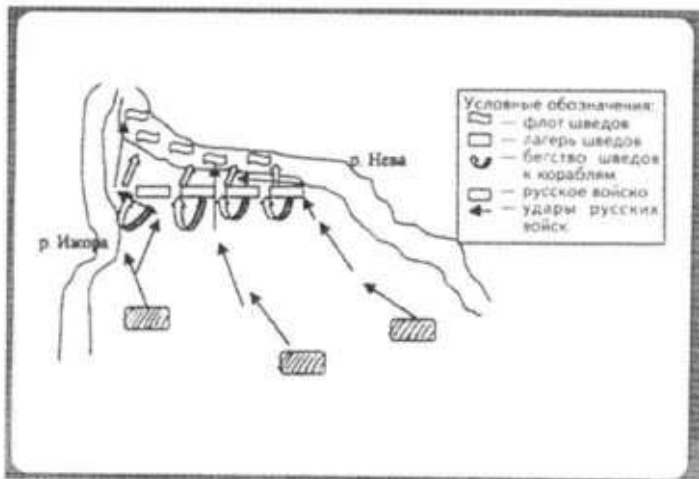 Условные обозначения:
— флот шведов
— лагерь шведов
— бегство шведов
к кораблям
— русское войско
— удары русских
войск
р. Нева
р. Ижора